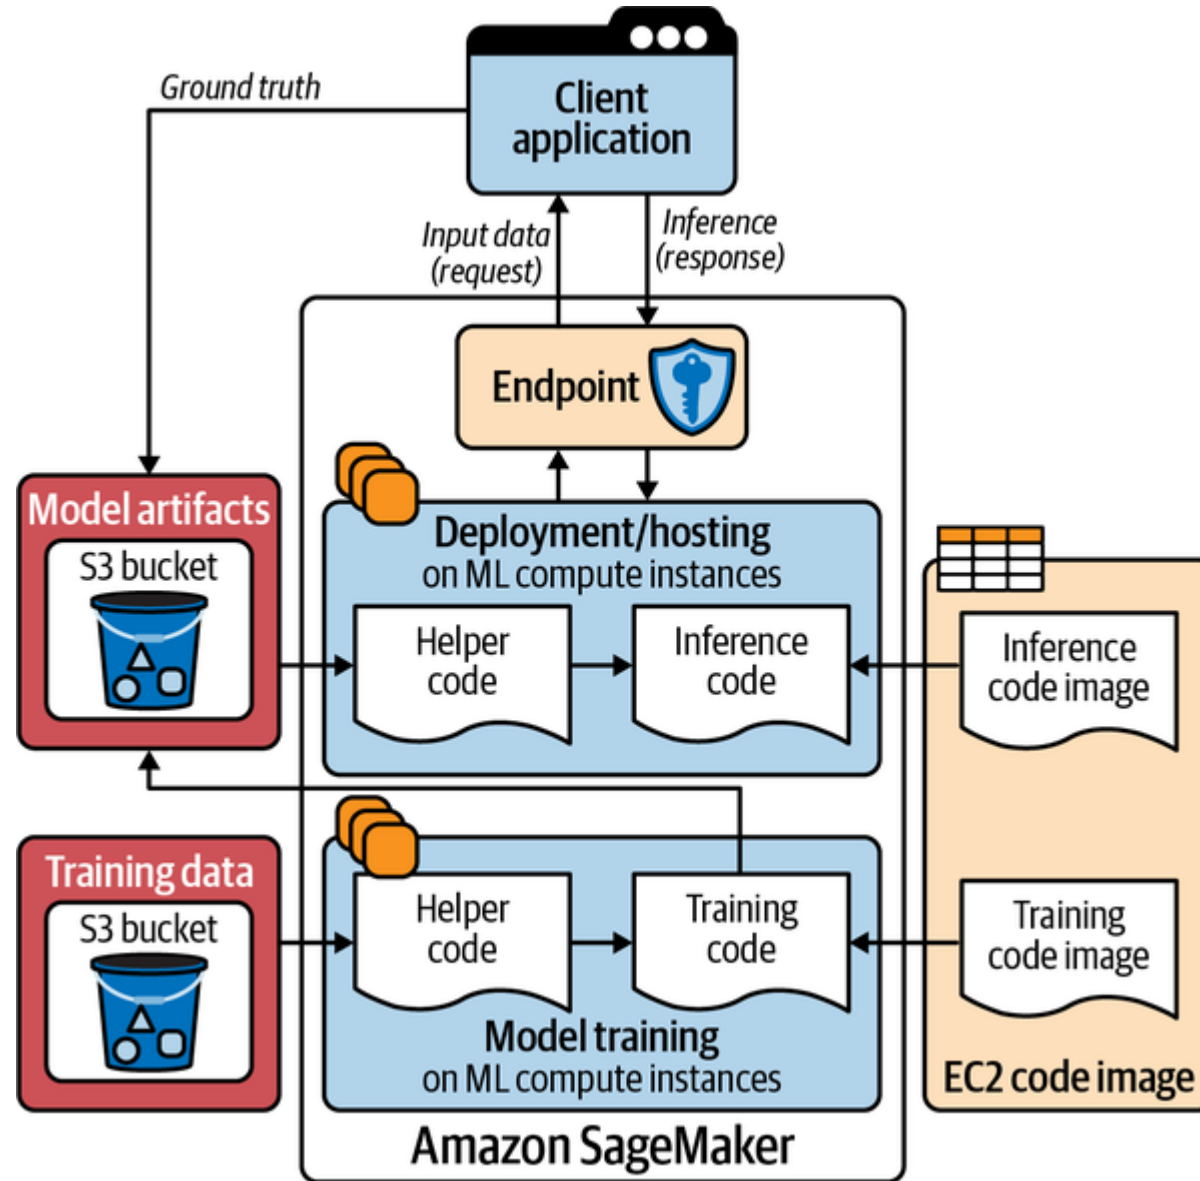 Ground truth
Client
application
Input data
(request)
Inference
(response)
Endpoint
Model artifacts
S3 bucket
Deployment/hosting
on ML compute instances
Helper
code
Inference
code
Inference
code image
Training data
S3 bucket
Helper
code
Training
code
Training
code image
Model training
on ML compute instances
EC2 code image
Amazon SageMaker